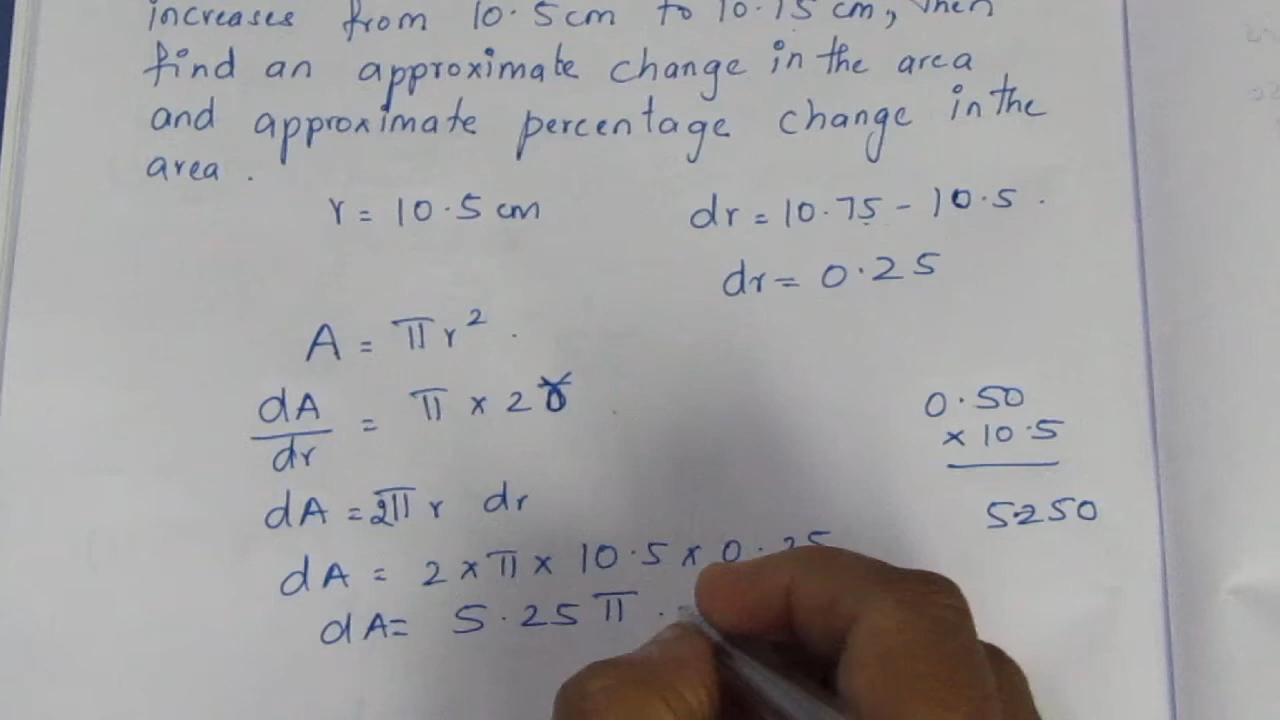 increases from 10.5cm to 10.75 cm, then
find an approximate change in the area
and approximate percentage change in the
area .
r = 10.5 cm
dr = 10.75 - 10.5 .
dr = 0.25
A = πr² .
dA/dr = π × 2r
dA = 2π r dr
dA = 2 × π × 10.5 × 0.25
dA = 5.25 π .
0.50
× 10.5
5250